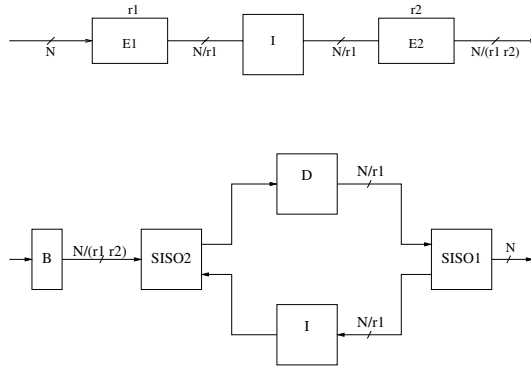 r1
r2
N
E1
N/r1
I
N/r1
E2
N/(r1 r2)
D
N/r1
B
N/(r1 r2)
SISO2
SISO1
N
I
N/r1